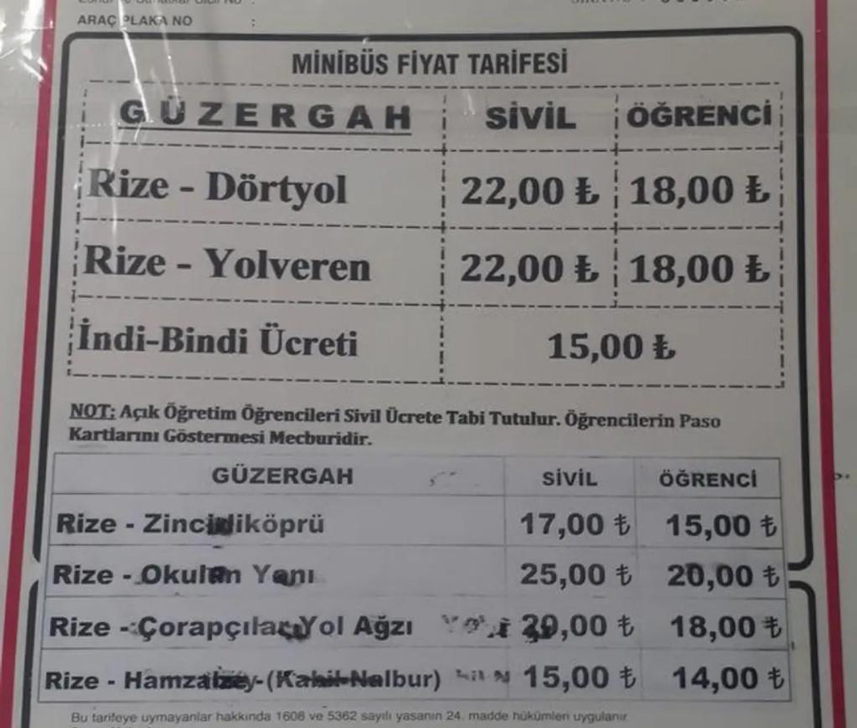 ARAÇ PLAKA NO :
MİNİBÜS FİYAT TARİFESİ
GÜZERGAH SİVİL ÖĞRENCİ
Rize - Dörtyol 22,00 ₺ 18,00 ₺
Rize - Yolveren 22,00 ₺ 18,00 ₺
İndi-Bindi Ücreti 15,00 ₺
NOT: Açık Öğretim Öğrencileri Sivil Ücrete Tabi Tutulur. Öğrencilerin Paso
Kartlarını Göstermesi Mecburidir.
GÜZERGAH SİVİL ÖĞRENCİ
Rize - Zincirliköprü 17,00 ₺ 15,00 ₺
Rize - Okulun Yanı 25,00 ₺ 20,00 ₺
Rize - Çorapçılar Yol Ağzı 18,00 ₺
Rize - Hamzabey-(Kahil-Nalbur) 15,00 ₺ 14,00 ₺
Bu tarifeye uymayanlar hakkında 1608 ve 5362 sayılı yasanın 24. madde hükümleri uygulanır